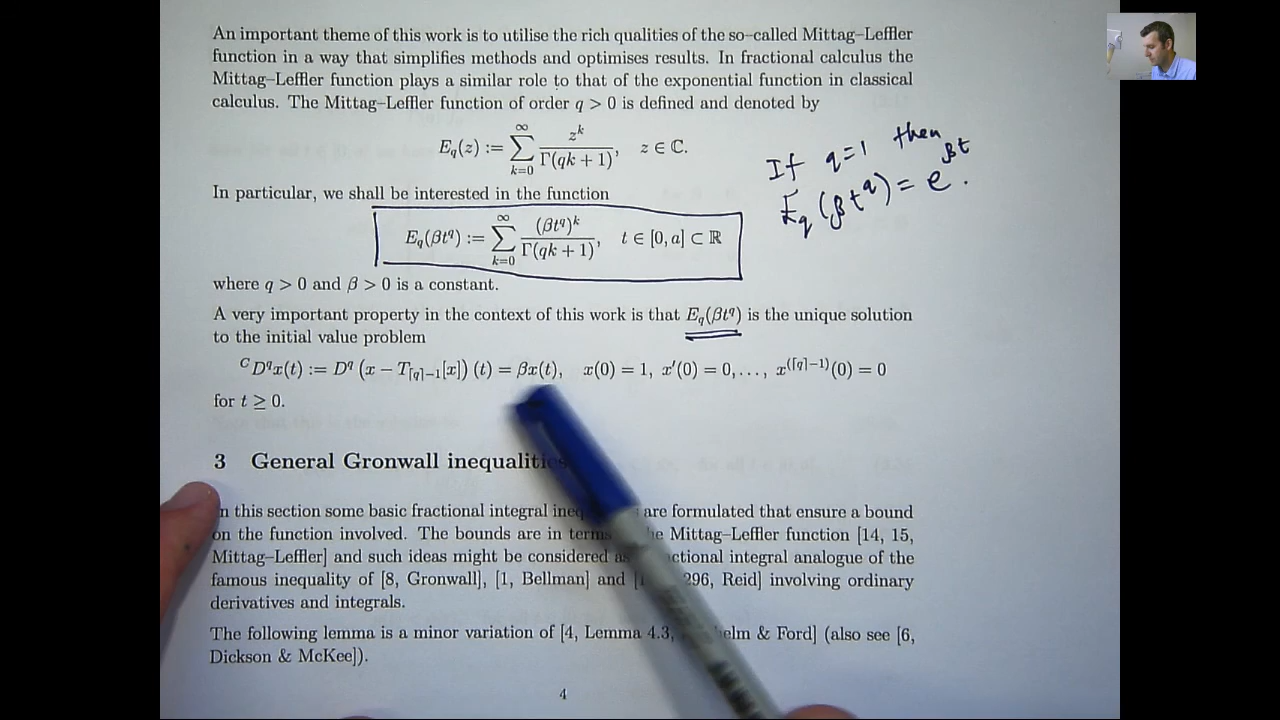 An important theme of this work is to utilise the rich qualities of the so–called Mittag–Leffler
function in a way that simplifies methods and optimises results. In fractional calculus the
Mittag–Leffler function plays a similar role to that of the exponential function in classical
calculus. The Mittag–Leffler function of order q > 0 is defined and denoted by
E_q(z) := ∑_{k=0}^{∞} z^k / Γ(qk + 1), z ∈ ℂ.
If q=1 then
E_q(βt^q) = e^{βt}.
In particular, we shall be interested in the function
E_q(βt^q) := ∑_{k=0}^{∞} (βt^q)^k / Γ(qk + 1), t ∈ [0, a] ⊂ ℝ
where q > 0 and β > 0 is a constant.
A very important property in the context of this work is that E_q(βt^q) is the unique solution
to the initial value problem
^C D^q x(t) := D^q (x − T_{⌈q⌉−1}[x]) (t) = βx(t), x(0) = 1, x′(0) = 0, . . . , x^{(⌈q⌉−1)}(0) = 0
for t ≥ 0.
3 General Gronwall inequalities
In this section some basic fractional integral are formulated that ensure a bound
on the function involved. The bounds are in Mittag–Leffler function [14, 15,
Mittag–Leffler] and such ideas might be considered integral analogue of the
famous inequality of [8, Gronwall], [1, Bellman] and 296, Reid] involving ordinary
derivatives and integrals.
The following lemma is a minor variation of [4, Lemma 4.3, & Ford] (also see [6,
Dickson & McKee]).
4